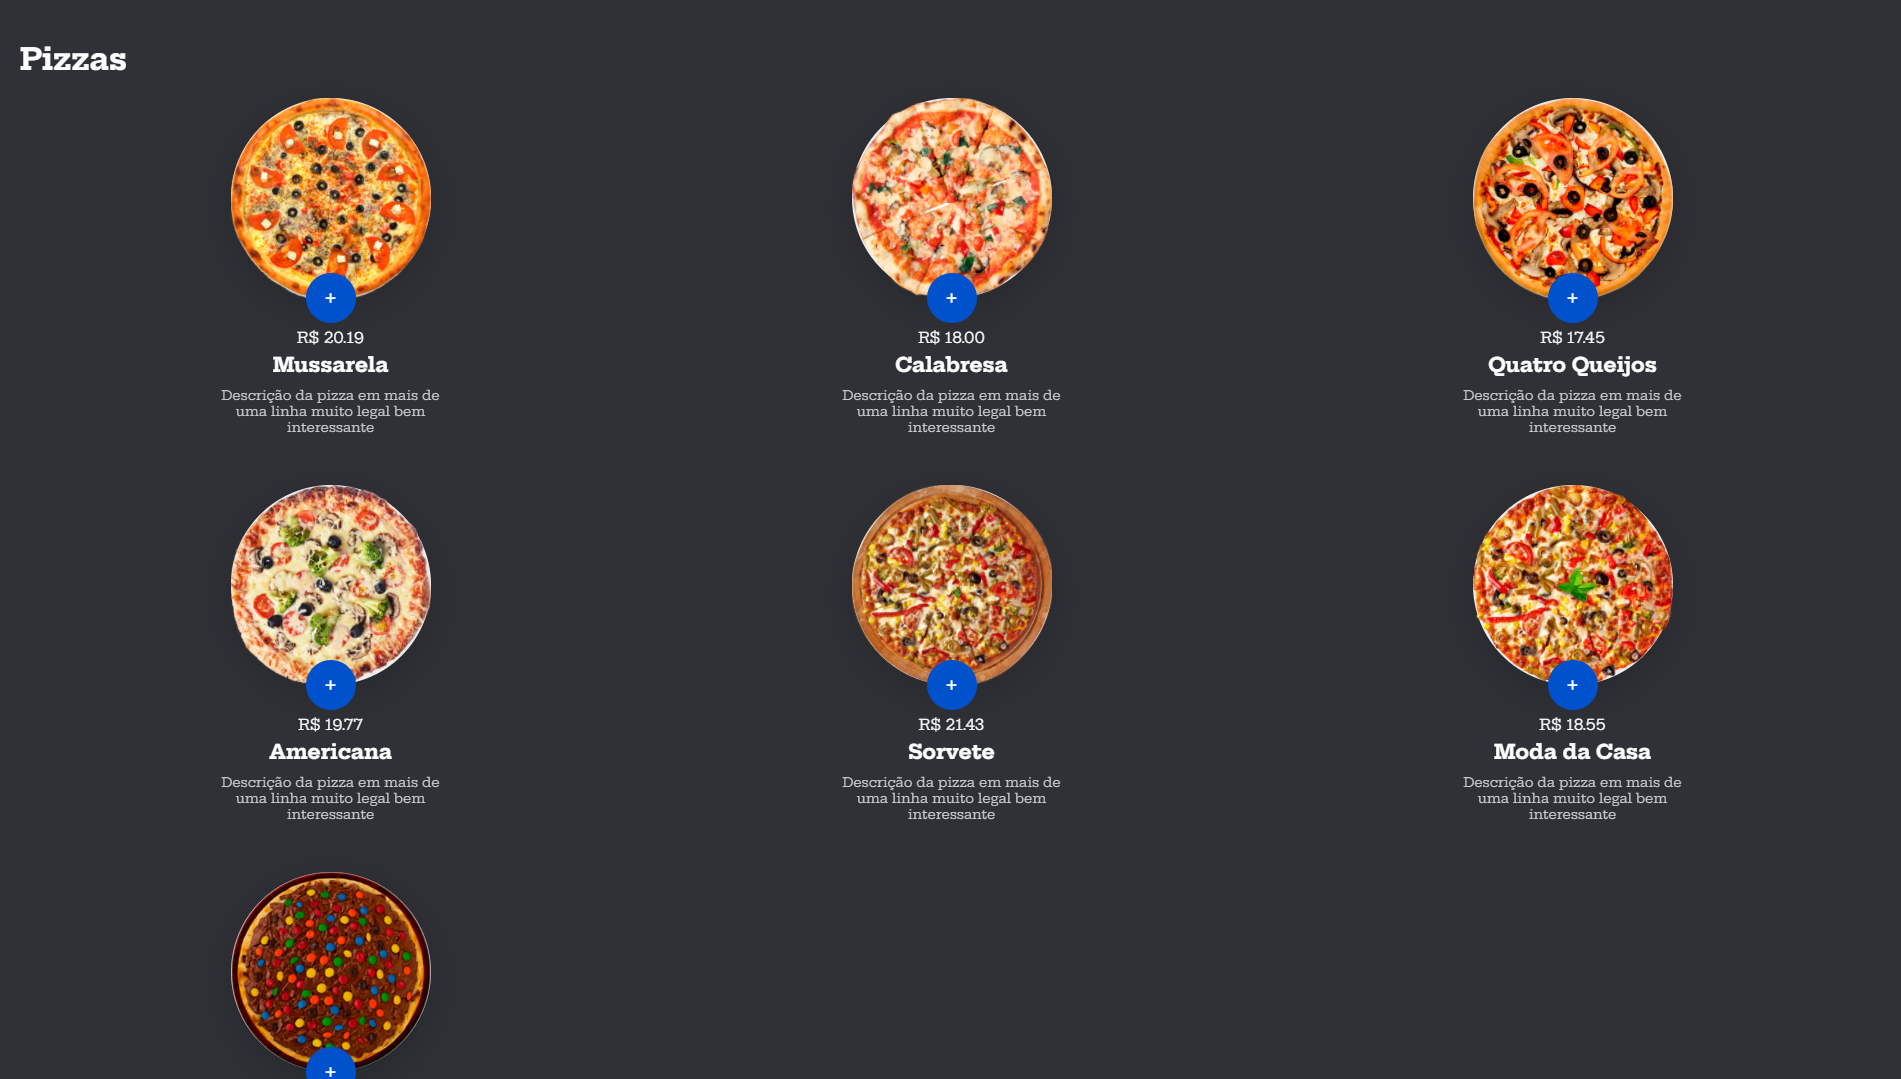 Pizzas
+
+
+
R$ 20.19
R$ 18.00
R$ 17.45
Mussarela
Calabresa
Quatro Queijos
Descrição da pizza em mais de
uma linha muito legal bem
interessante
Descrição da pizza em mais de
uma linha muito legal bem
interessante
Descrição da pizza em mais de
uma linha muito legal bem
interessante
+
+
+
R$ 19.77
R$ 21.43
R$ 18.55
Americana
Sorvete
Moda da Casa
Descrição da pizza em mais de
uma linha muito legal bem
interessante
Descrição da pizza em mais de
uma linha muito legal bem
interessante
Descrição da pizza em mais de
uma linha muito legal bem
interessante
+